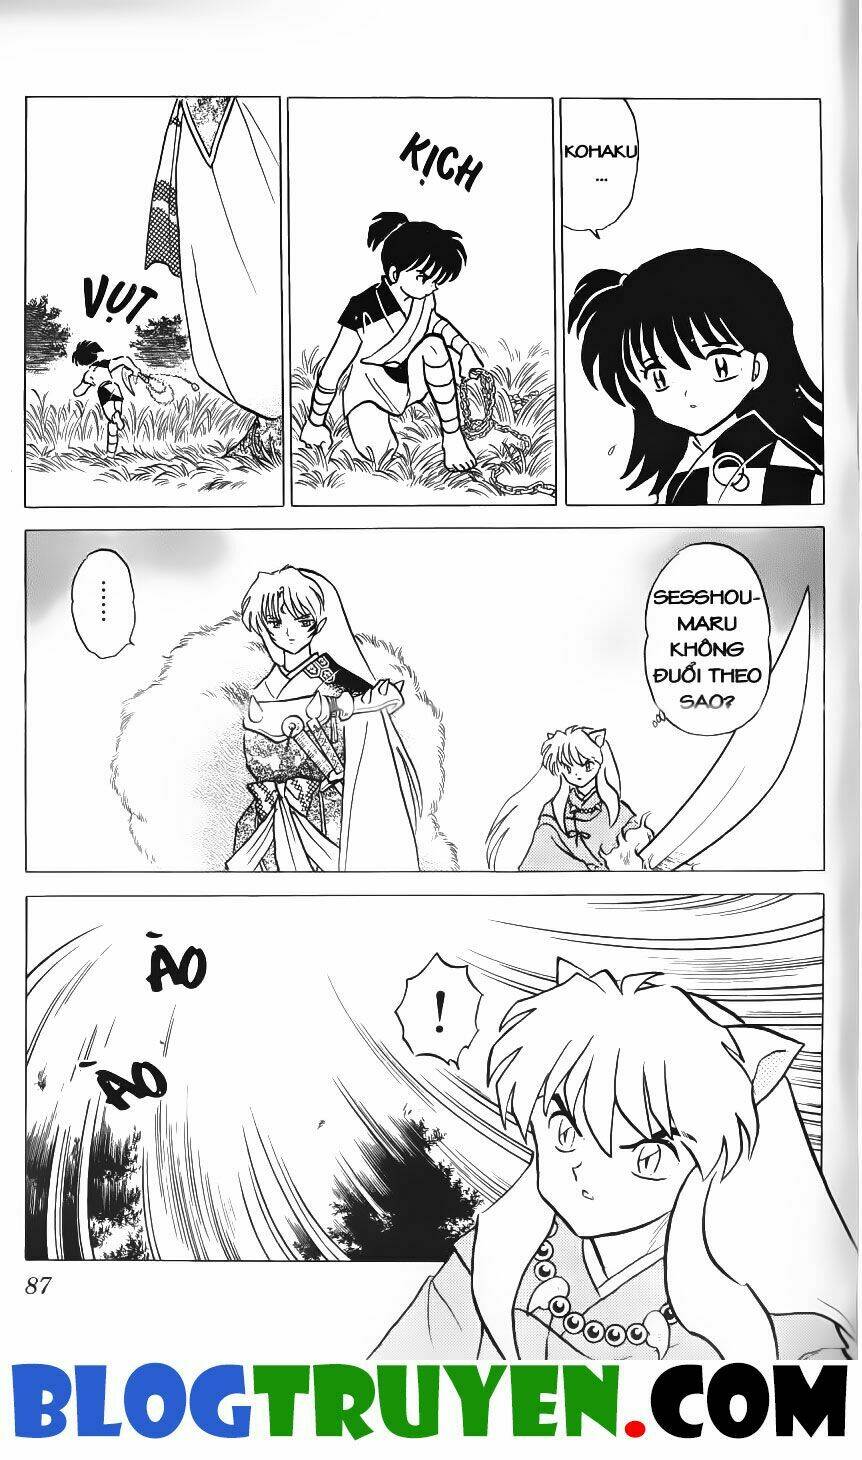 KOHAKU
...
KỊCH
VỤT
SESSHOU-
MARU
KHÔNG
ĐUỔI THEO
SAO?
......
!
ÀO
ÀO
87
BLOGTRUYEN.COM